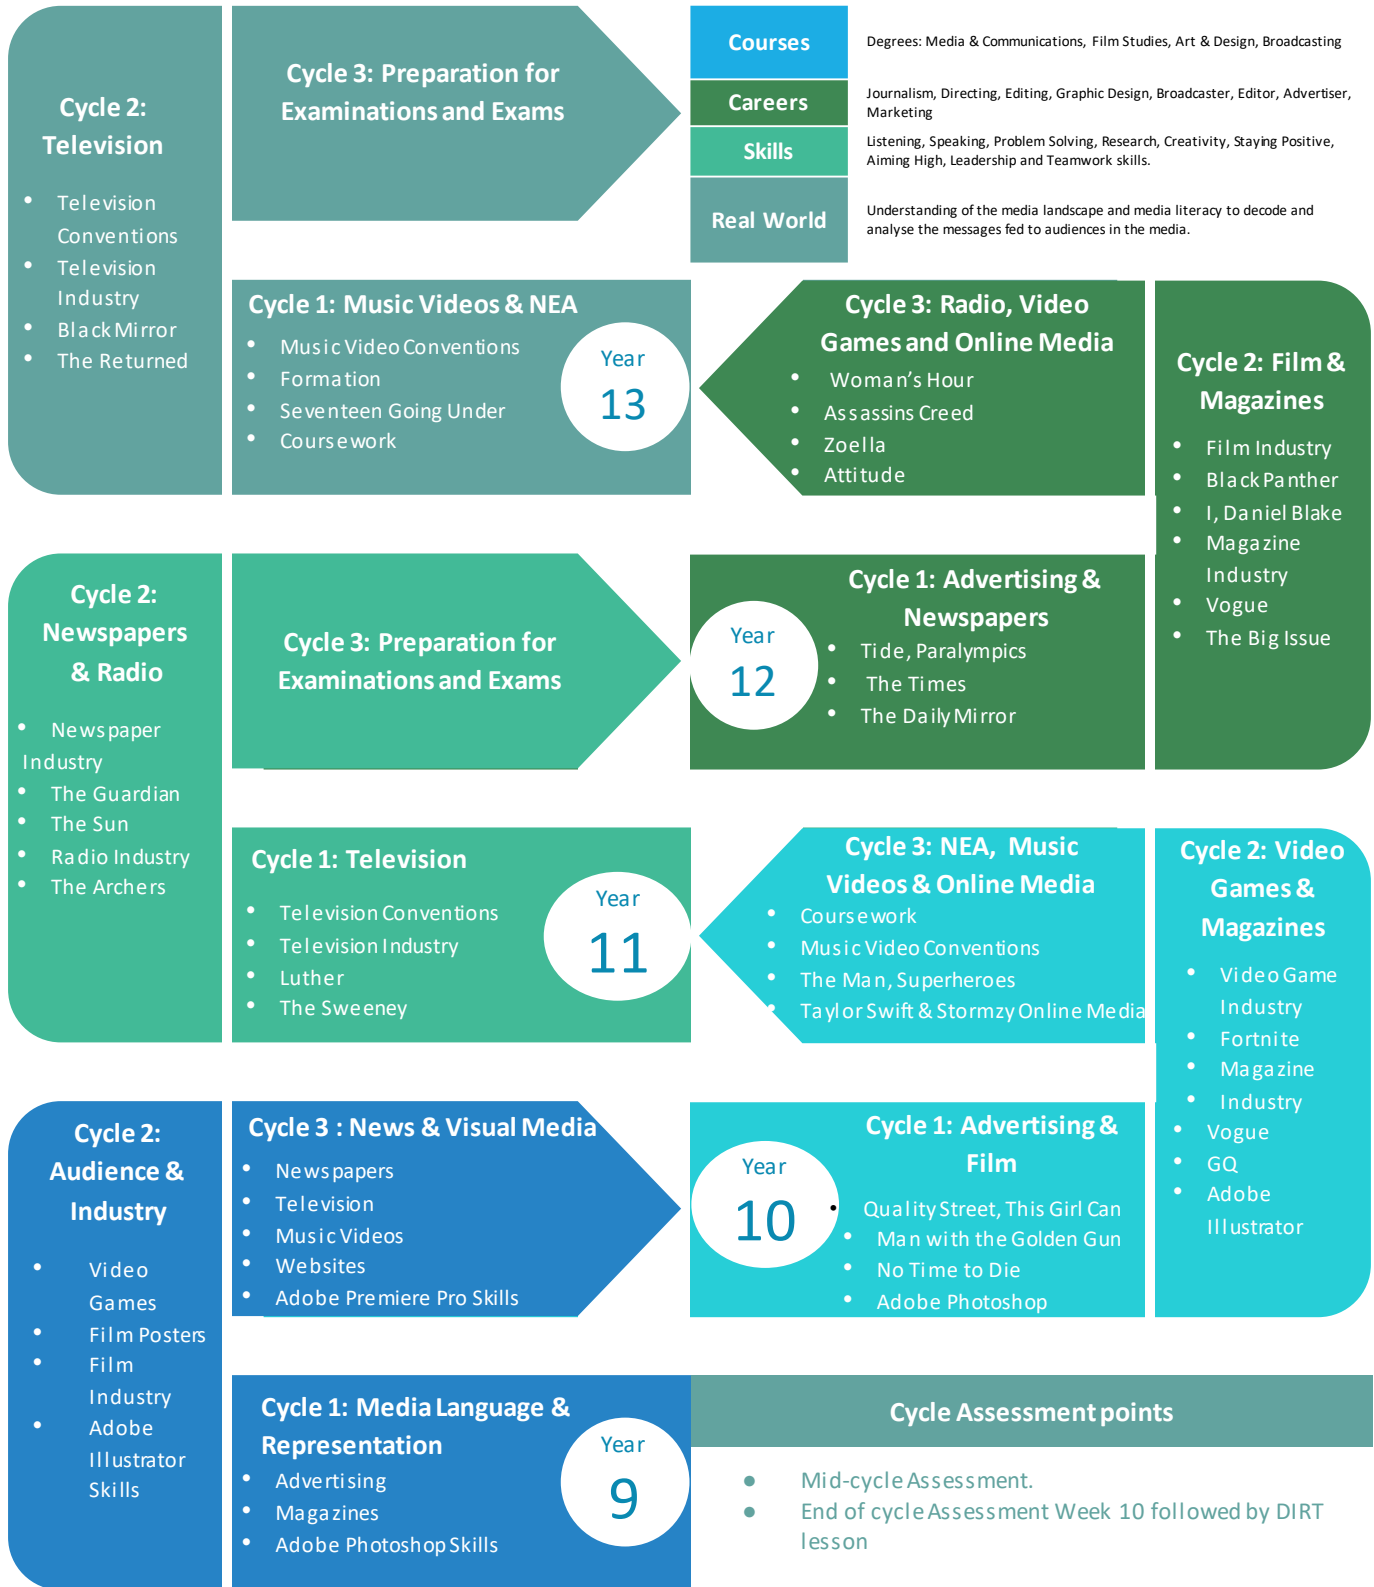 Cycle 2:
Television
• Television
Conventions
• Television
Industry
• Black Mirror
• The Returned
Cycle 3: Preparation for
Examinations and Exams
Courses
Degrees: Media & Communications, Film Studies, Art & Design, Broadcasting
Careers
Journalism, Directing, Editing, Graphic Design, Broadcaster, Editor, Advertiser,
Marketing
Skills
Listening, Speaking, Problem Solving, Research, Creativity, Staying Positive,
Aiming High, Leadership and Teamwork skills.
Real World
Understanding of the media landscape and media literacy to decode and
analyse the messages fed to audiences in the media.
Cycle 1: Music Videos & NEA
• Music Video Conventions
• Formation
• Seventeen Going Under
• Coursework
Year
13
Cycle 3: Radio, Video
Games and Online Media
• Woman's Hour
• Assassins Creed
• Zoella
• Attitude
Cycle 2: Film &
Magazines
• Film Industry
• Black Panther
• I, Daniel Blake
• Magazine
Industry
• Vogue
• The Big Issue
Cycle 2:
Newspapers
& Radio
• Newspaper
Industry
• The Guardian
• The Sun
• Radio Industry
• The Archers
Cycle 3: Preparation for
Examinations and Exams
Year
12
Cycle 1: Advertising &
Newspapers
• Tide, Paralympics
• The Times
• The Daily Mirror
Cycle 1: Television
• Television Conventions
• Television Industry
• Luther
• The Sweeney
Year
11
Cycle 3: NEA, Music
Videos & Online Media
• Coursework
• Music Video Conventions
• The Man, Superheroes
• Taylor Swift & Stormzy Online Media
Cycle 2: Video
Games &
Magazines
• Video Game
Industry
• Fortnite
• Magazine
• Industry
• Vogue
• GQ
• Adobe
Illustrator
Cycle 2:
Audience &
Industry
• Video
Games
• Film Posters
• Film
Industry
• Adobe
Illustrator
Skills
Cycle 3 : News & Visual Media
• Newspapers
• Television
• Music Videos
• Websites
• Adobe Premiere Pro Skills
Year
10
Cycle 1: Advertising &
Film
• Quality Street, This Girl Can
• Man with the Golden Gun
• No Time to Die
• Adobe Photoshop
Cycle 1: Media Language &
Representation
• Advertising
• Magazines
• Adobe Photoshop Skills
Year
9
Cycle Assessment points
● Mid-cycle Assessment.
● End of cycle Assessment Week 10 followed by DIRT
lesson